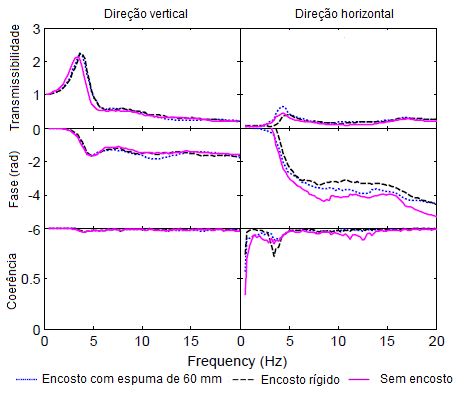 Direção vertical
Direção horizontal
Transmissibilidade
3
2
1
0
Fase (rad)
-2
-4
-6
Coerência
0.5
0
0
5
10
15
20
0
5
10
15
20
Frequency (Hz)
Encosto com espuma de 60 mm
Encosto rígido
Sem encosto